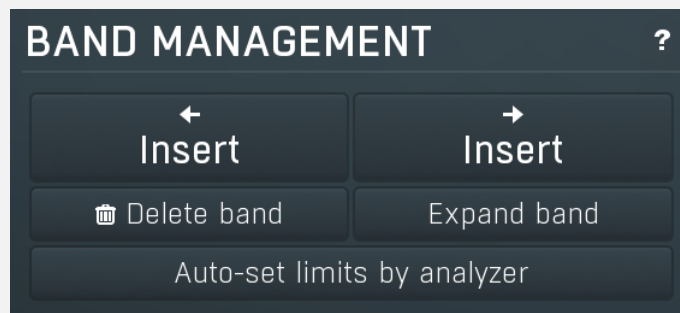 BAND MANAGEMENT ?
← →
Insert Insert
Delete band Expand band
Auto-set limits by analyzer